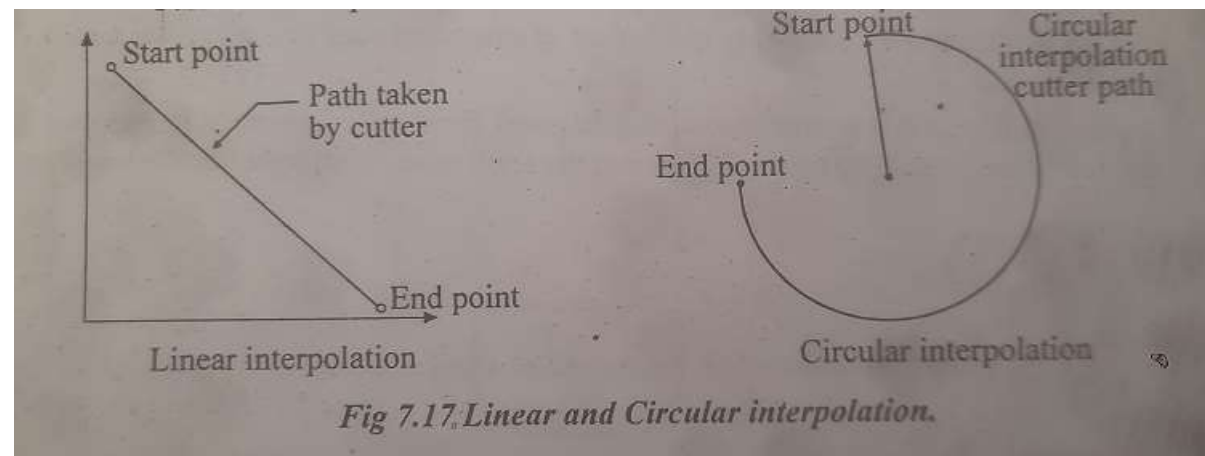 Start point
Path taken
by cutter
End point
Linear interpolation
Start point
Circular
interpolation
cutter path
End point
Circular interpolation
Fig 7.17 Linear and Circular interpolation.